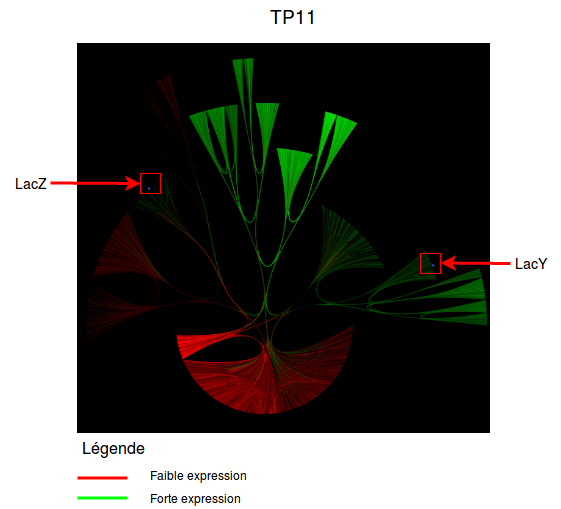 TP11
LacZ
LacY
Légende
Faible expression
Forte expression